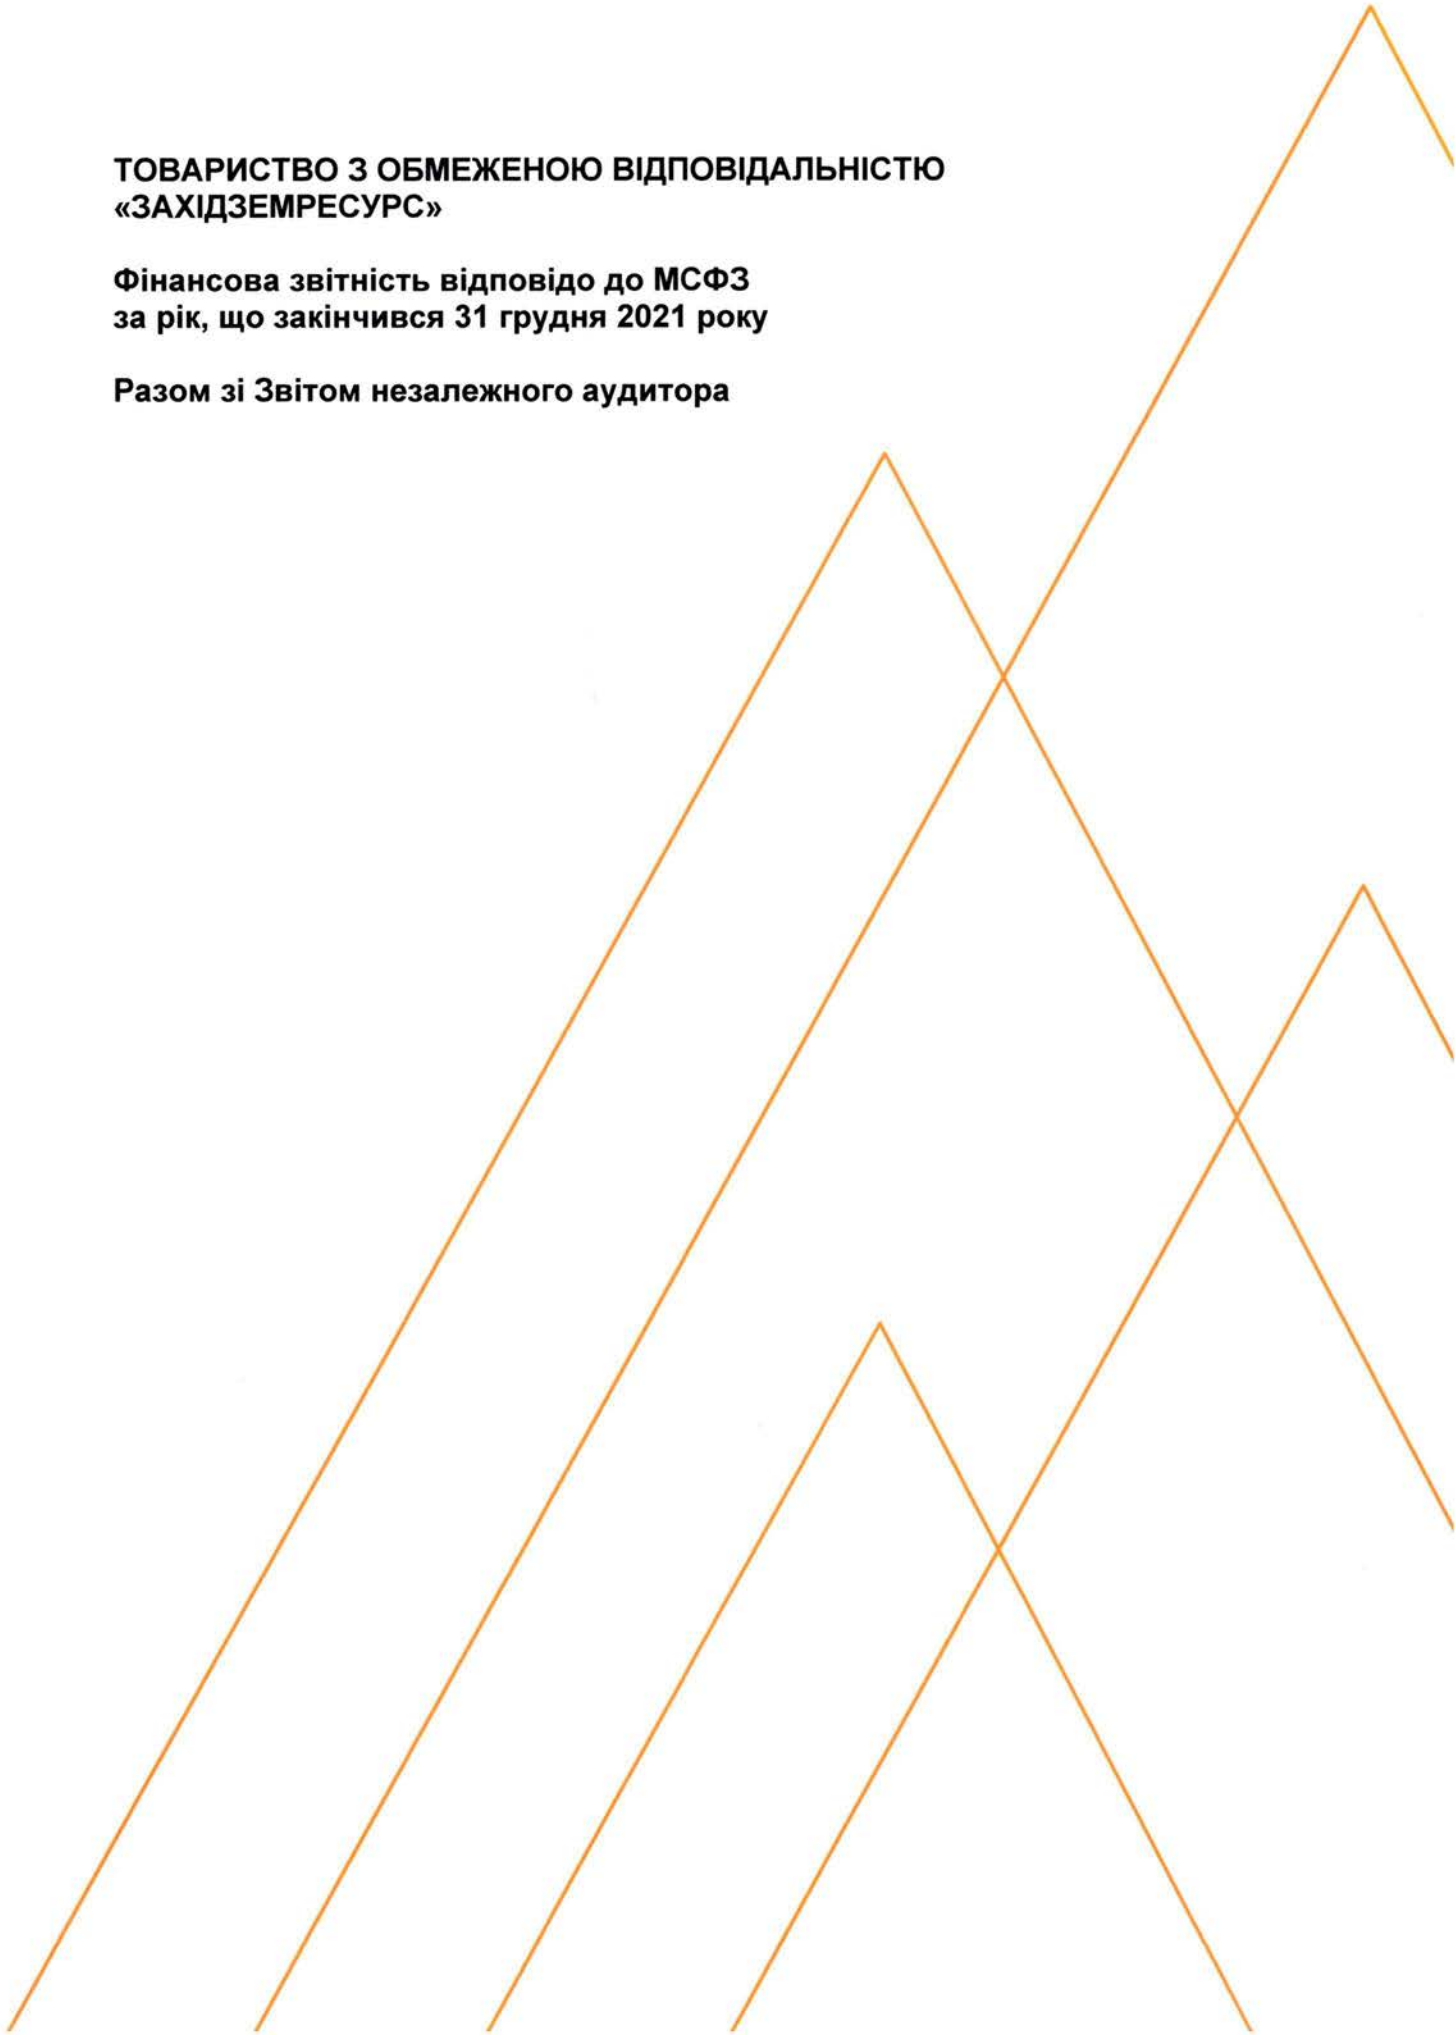 ТОВАРИСТВО З ОБМЕЖЕНОЮ ВІДПОВІДАЛЬНІСТЮ
«ЗАХІДЗЕМРЕСУРС»
Фінансова звітність відповідо до МСФЗ
за рік, що закінчився 31 грудня 2021 року
Разом зі Звітом незалежного аудитора